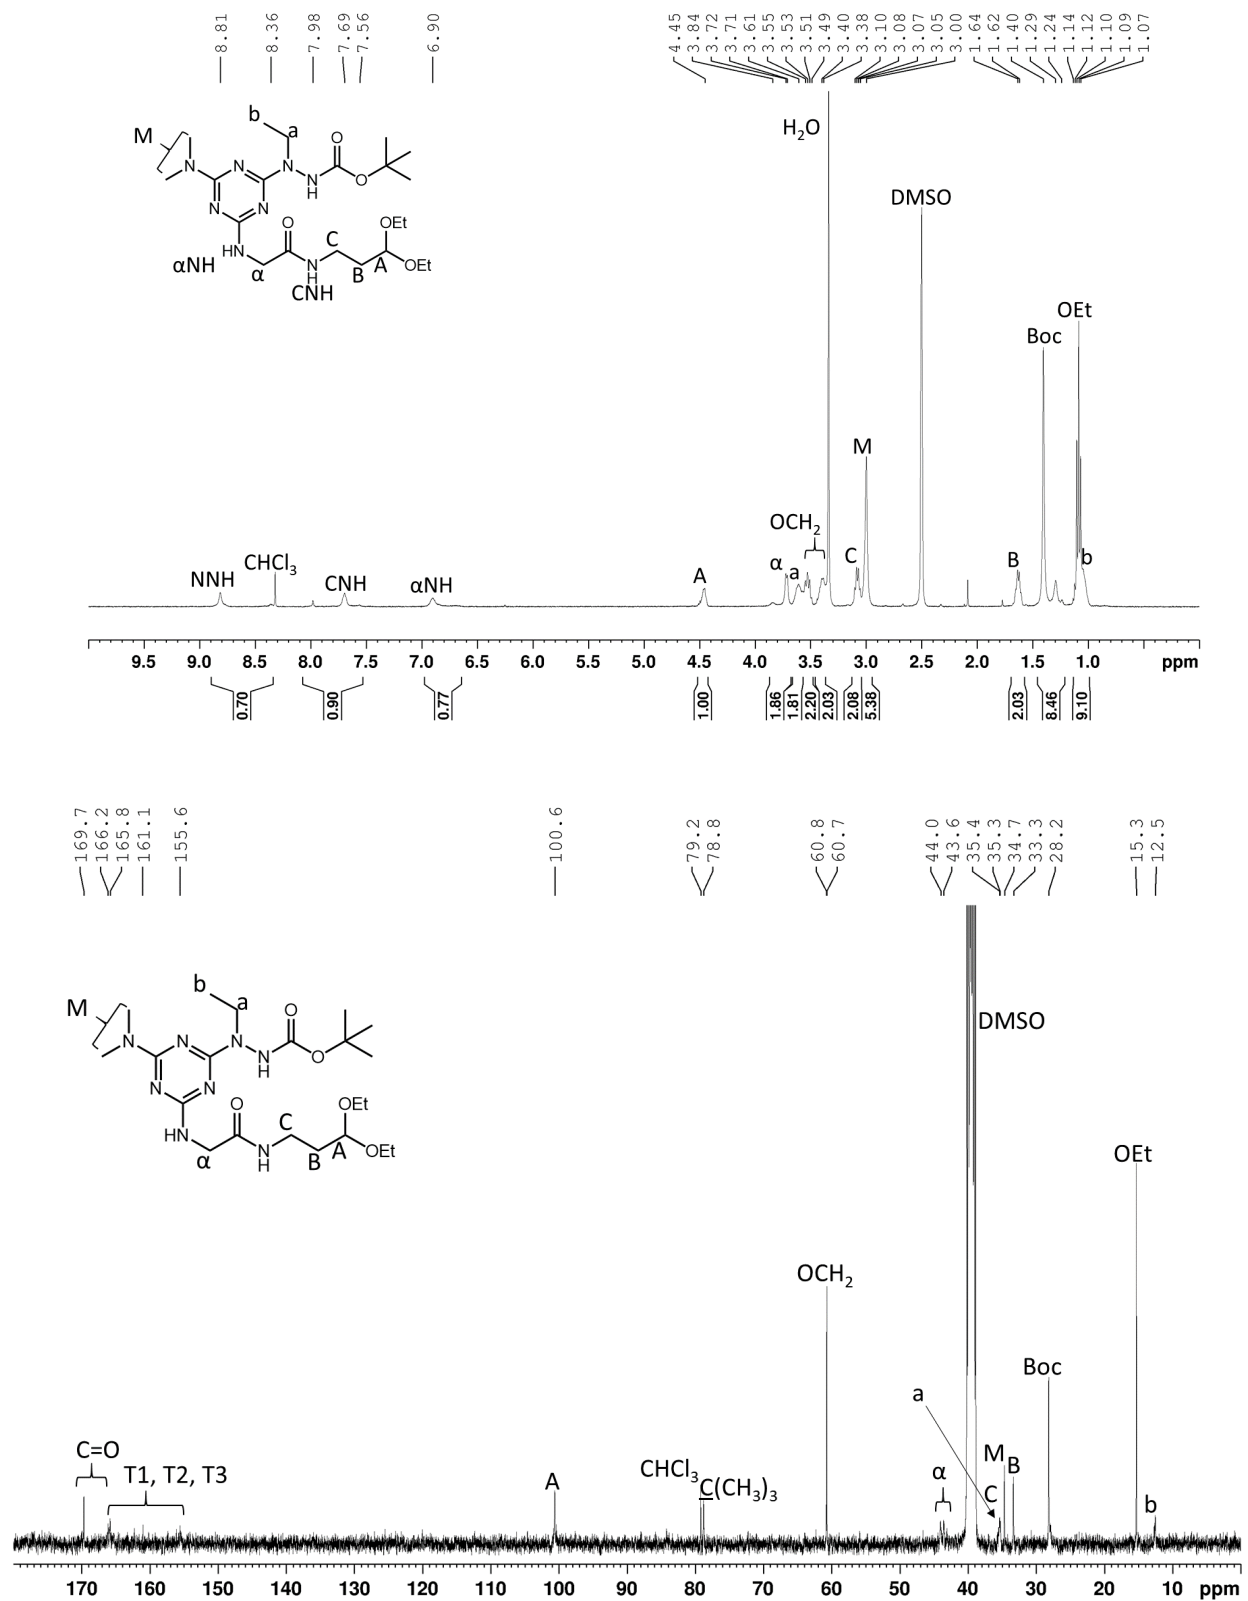 8.81 8.36 7.98 7.69 7.56 6.90 4.45 3.84 3.72 3.71 3.61 3.55 3.53 3.51 3.49 3.40 3.38 3.10 3.08 3.07 3.05 3.00 1.64 1.62 1.40 1.29 1.24 1.14 1.12 1.10 1.09 1.07
b
a
M
O
N N N NH O
N N
HN O N H
αNH α
OEt
C B A OEt
CNH
H₂O
DMSO
OEt
Boc
M
OCH₂
NNH CHCl₃ CNH αNH A α a C B b
9.5 9.0 8.5 8.0 7.5 7.0 6.5 6.0 5.5 5.0 4.5 4.0 3.5 3.0 2.5 2.0 1.5 1.0 ppm
0.70 0.90 0.77 1.00 1.86 1.81 2.20 2.03 2.08 5.38 2.03 8.46 9.10
169.7 166.2 165.8 161.1 155.6 100.6 79.2 78.8 60.8 60.7 44.0 43.6 35.4 35.3 34.7 33.3 28.2 15.3 12.5
b
a
M
O
N N N NH O
N N
HN O N H
α
OEt
C B A OEt
DMSO
OEt
OCH₂
Boc
a
C=O
T1, T2, T3
A
CHCl₃
C(CH₃)₃
α
C
M
B
b
170 160 150 140 130 120 110 100 90 80 70 60 50 40 30 20 10 ppm